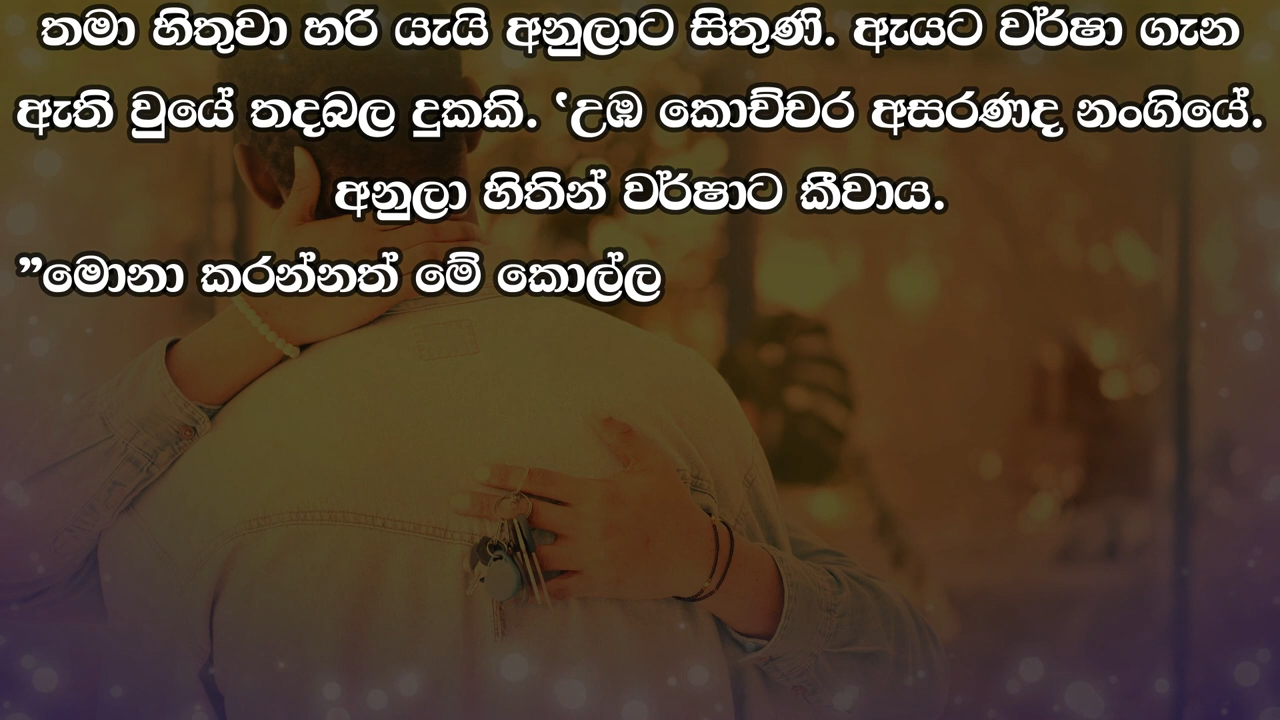 තමා හිතුවා හරි යැයි අනුලාට සිතුණි. ඇයට වර්ෂා ගැන
ඇති වුයේ තදබල දුකකි. ‛උඹ කොච්චර අසරණද නංගියේ.
අනුලා හිතින් වර්ෂාට කීවාය.
”මොනා කරන්නත් මේ කොල්ල